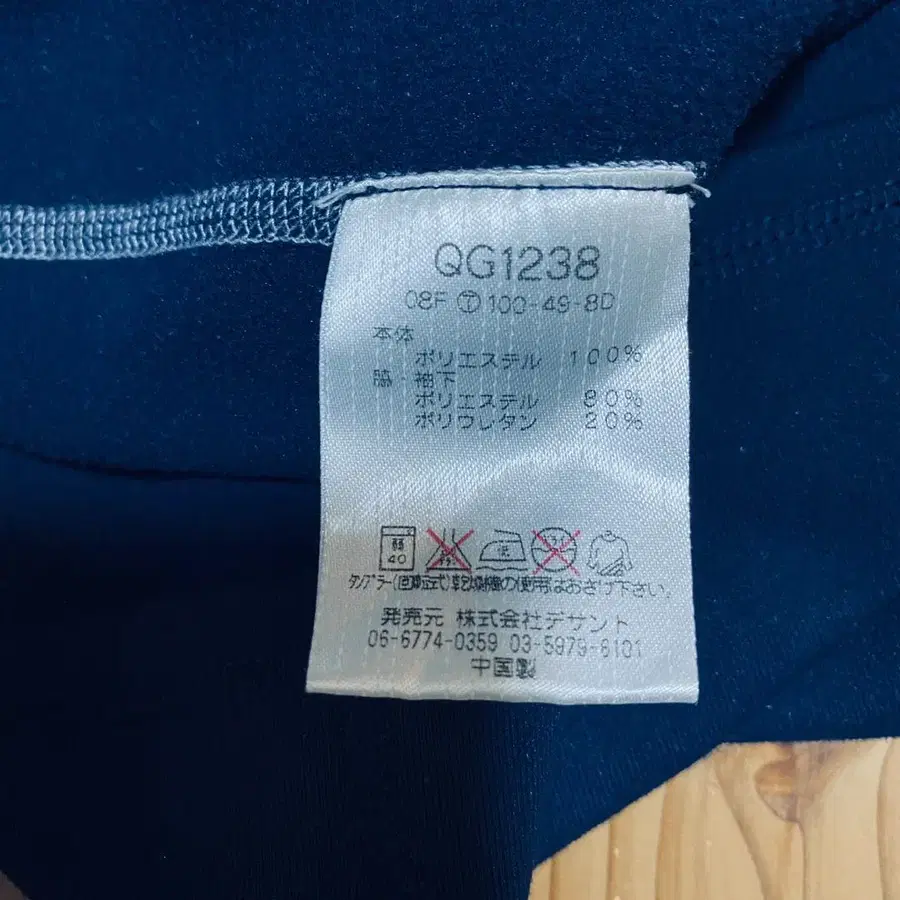 QG1238
08F Ⓣ 100-49-8D
本体
ポリエステル 100%
脇・袖下
ポリエステル 80%
ポリウレタン 20%
弱 40 低
タンブラー(回転式)乾燥機の使用はおさけ下さい。
発売元 株式会社デサント
06-6774-0359 03-5979-6101
中国製